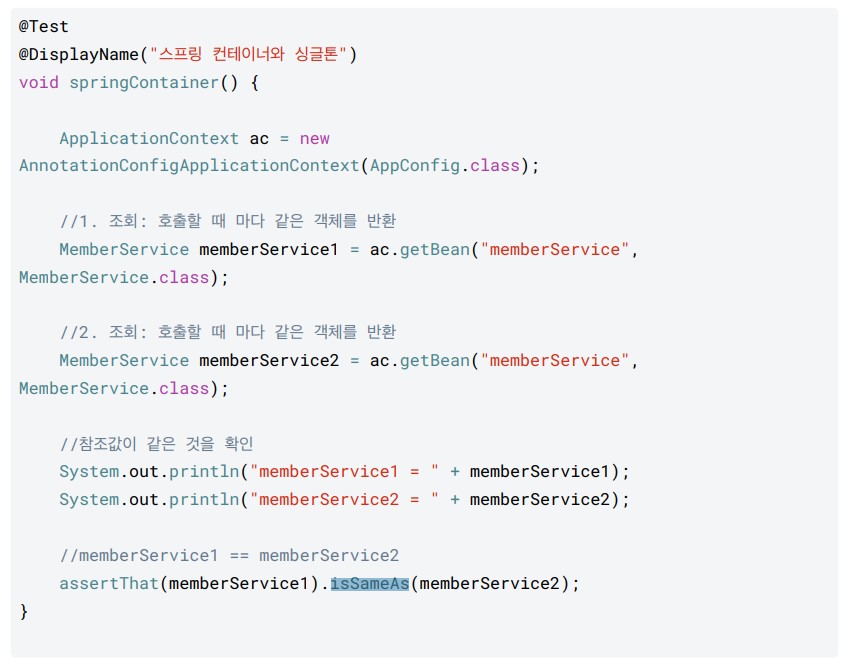 @Test
@DisplayName("스프링 컨테이너와 싱글톤")
void springContainer() {
ApplicationContext ac = new
AnnotationConfigApplicationContext(AppConfig.class);
//1. 조회: 호출할 때 마다 같은 객체를 반환
MemberService memberService1 = ac.getBean("memberService",
MemberService.class);
//2. 조회: 호출할 때 마다 같은 객체를 반환
MemberService memberService2 = ac.getBean("memberService",
MemberService.class);
//참조값이 같은 것을 확인
System.out.println("memberService1 = " + memberService1);
System.out.println("memberService2 = " + memberService2);
//memberService1 == memberService2
assertThat(memberService1).isSameAs(memberService2);
}